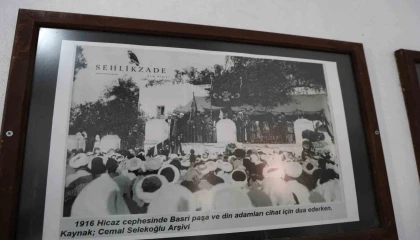 SEHLIKZADE
1916 Hicaz cephesinde Basri paşa ve din adamları cihat için dua ederken.
Kaynak; Cemal Selekoğlu Arşivi